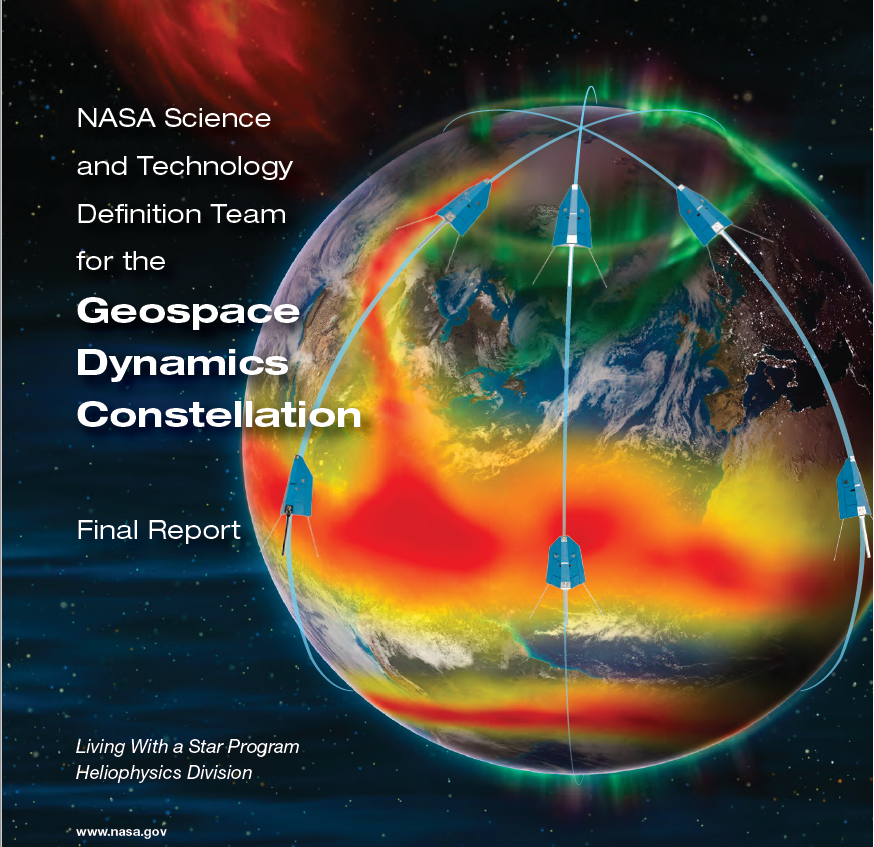 NASA Science
and Technology
Definition Team
for the
Geospace
Dynamics
Constellation
Final Report
Living With a Star Program
Heliophysics Division
www.nasa.gov